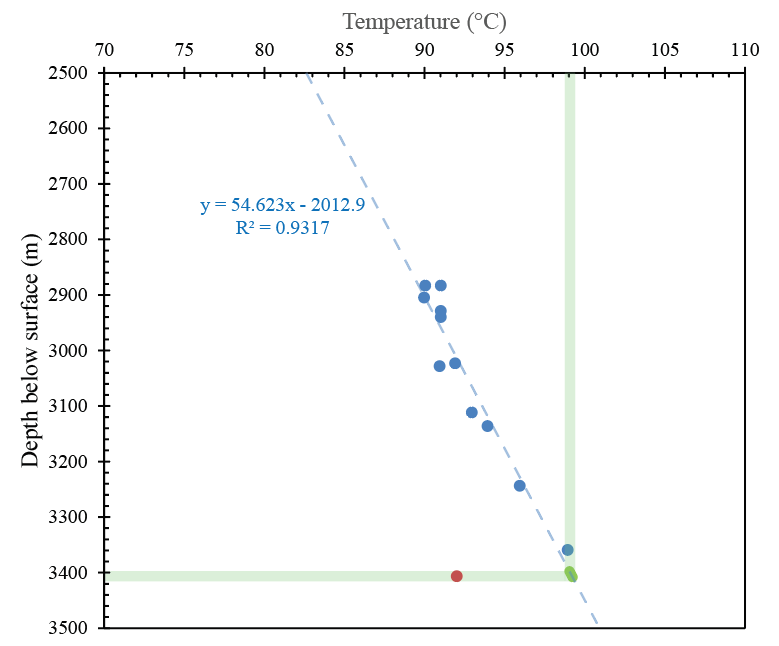 Temperature (°C)
70 75 80 85 90 95 100 105 110
2500
2600
2700
y = 54.623x - 2012.9
R² = 0.9317
2800
2900
3000
3100
3200
3300
3400
3500
Depth below surface (m)